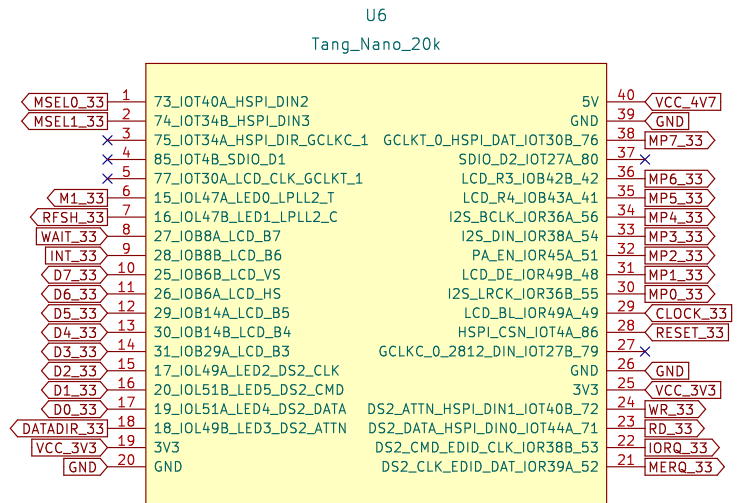 U6
Tang_Nano_20k
MSEL0_33 1 73_IOT40A_HSPI_DIN2 5V 40 VCC_4V7
MSEL1_33 2 74_IOT34B_HSPI_DIN3 GND 39 GND
3 75_IOT34A_HSPI_DIR_GCLKC_1 GCLKT_0_HSPI_DAT_IOT30B_76 38 MP7_33
4 85_IOT4B_SDIO_D1 SDIO_D2_IOT27A_80 37
5 77_IOT30A_LCD_CLK_GCLKT_1 LCD_R3_IOB42B_42 36 MP6_33
M1_33 6 15_IOL47A_LED0_LPLL2_T LCD_R4_IOB43A_41 35 MP5_33
RFSH_33 7 16_IOL47B_LED1_LPLL2_C I2S_BCLK_IOR36A_56 34 MP4_33
WAIT_33 8 27_IOB8A_LCD_B7 I2S_DIN_IOR38A_54 33 MP3_33
INT_33 9 28_IOB8B_LCD_B6 PA_EN_IOR45A_51 32 MP2_33
D7_33 10 25_IOB6B_LCD_VS LCD_DE_IOR49B_48 31 MP1_33
D6_33 11 26_IOB6A_LCD_HS I2S_LRCK_IOR36B_55 30 MP0_33
D5_33 12 29_IOB14A_LCD_B5 LCD_BL_IOR49A_49 29 CLOCK_33
D4_33 13 30_IOB14B_LCD_B4 HSPI_CSN_IOT4A_86 28 RESET_33
D3_33 14 31_IOB29A_LCD_B3 GCLKC_0_2812_DIN_IOT27B_79 27
D2_33 15 17_IOL49A_LED2_DS2_CLK GND 26 GND
D1_33 16 20_IOL51B_LED5_DS2_CMD 3V3 25 VCC_3V3
D0_33 17 19_IOL51A_LED4_DS2_DATA DS2_ATTN_HSPI_DIN1_IOT40B_72 24 WR_33
DATADIR_33 18 18_IOL49B_LED3_DS2_ATTN DS2_DATA_HSPI_DIN0_IOT44A_71 23 RD_33
VCC_3V3 19 3V3 DS2_CMD_EDID_CLK_IOR38B_53 22 IORQ_33
GND 20 GND DS2_CLK_EDID_DAT_IOR39A_52 21 MERQ_33